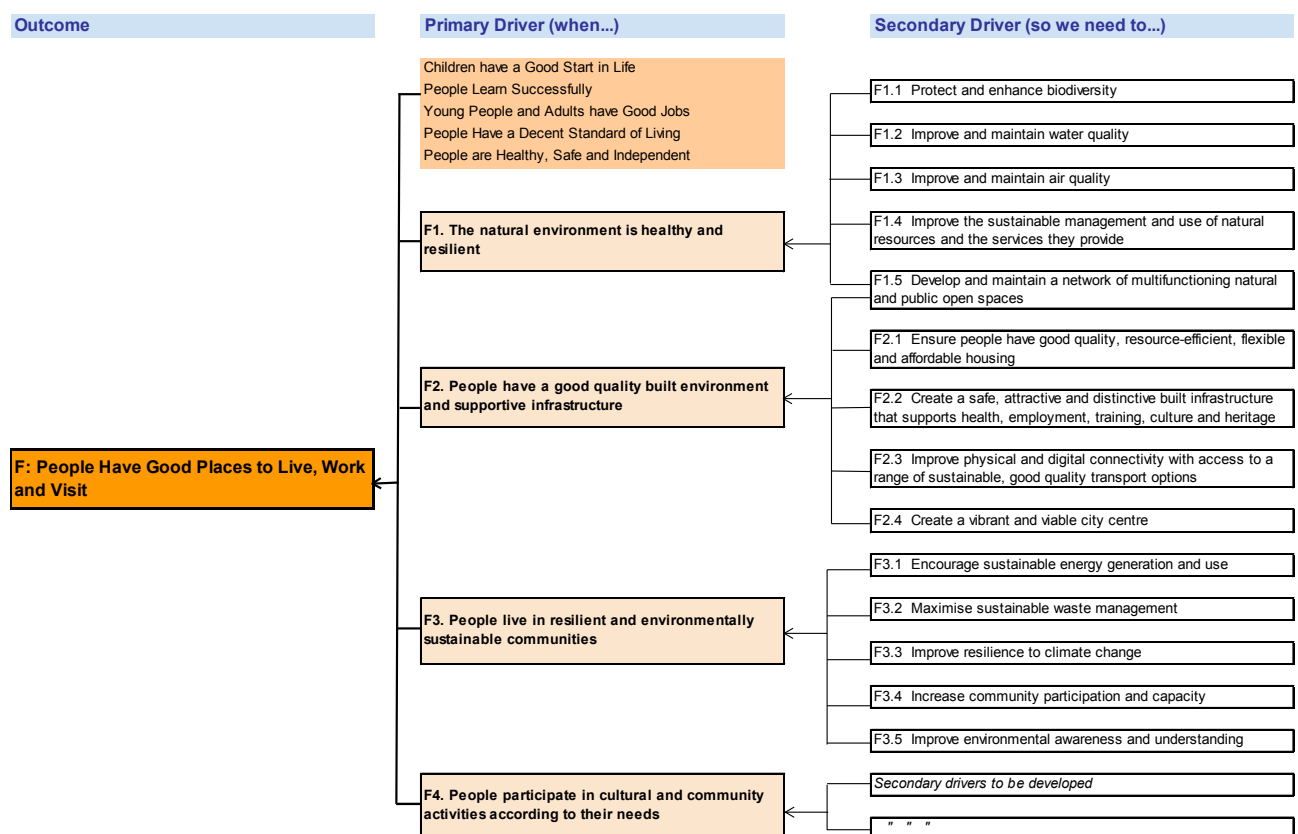 Outcome
Primary Driver (when...)
Secondary Driver (so we need to...)
Children have a Good Start in Life
People Learn Successfully
Young People and Adults have Good Jobs
People Have a Decent Standard of Living
People are Healthy, Safe and Independent
F1.1 Protect and enhance biodiversity
F1.2 Improve and maintain water quality
F1.3 Improve and maintain air quality
F1. The natural environment is healthy and
resilient
F1.4 Improve the sustainable management and use of natural
resources and the services they provide
F1.5 Develop and maintain a network of multifunctioning natural
and public open spaces
F2.1 Ensure people have good quality, resource-efficient, flexible
and affordable housing
F2. People have a good quality built environment
and supportive infrastructure
F2.2 Create a safe, attractive and distinctive built infrastructure
that supports health, employment, training, culture and heritage
F: People Have Good Places to Live, Work
and Visit
F2.3 Improve physical and digital connectivity with access to a
range of sustainable, good quality transport options
F2.4 Create a vibrant and viable city centre
F3.1 Encourage sustainable energy generation and use
F3.2 Maximise sustainable waste management
F3. People live in resilient and environmentally
sustainable communities
F3.3 Improve resilience to climate change
F3.4 Increase community participation and capacity
F3.5 Improve environmental awareness and understanding
F4. People participate in cultural and community
activities according to their needs
Secondary drivers to be developed
" " "